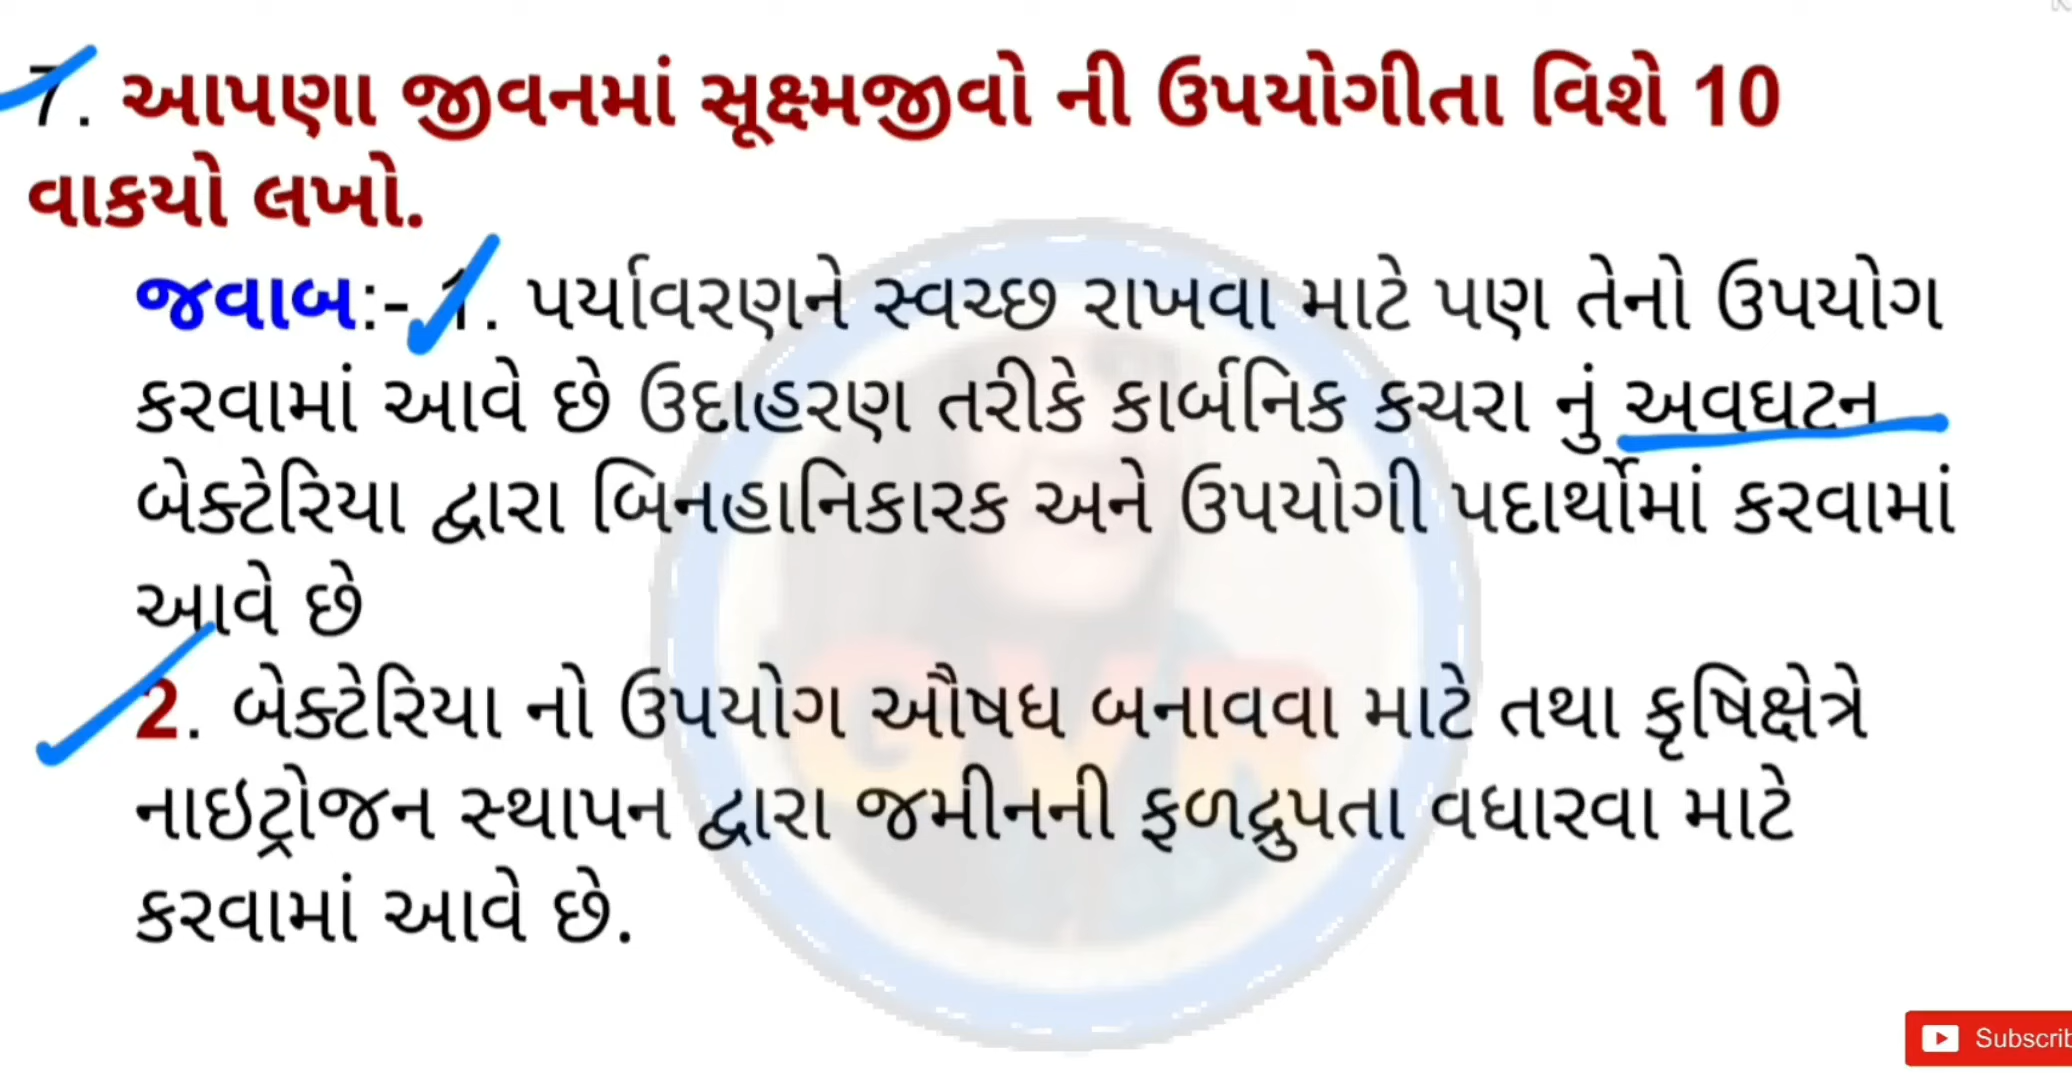 7. આપણા જીવનમાં સૂક્ષ્મજીવો ની ઉપયોગીતા વિશે 10
વાકયો લખો.
જવાબ:- 1. પર્યાવરણને સ્વચ્છ રાખવા માટે પણ તેનો ઉપયોગ
કરવામાં આવે છે ઉદાહરણ તરીકે કાર્બનિક કચરા નું અવઘટન
બેક્ટેરિયા દ્વારા બિનહાનિકારક અને ઉપયોગી પદાર્થોમાં કરવામાં
આવે છે
2. બેક્ટેરિયા નો ઉપયોગ ઔષધ બનાવવા માટે તથા કૃષિક્ષેત્રે
નાઇટ્રોજન સ્થાપન દ્વારા જમીનની ફળદ્રુપતા વધારવા માટે
કરવામાં આવે છે.
GVR
Subscrib